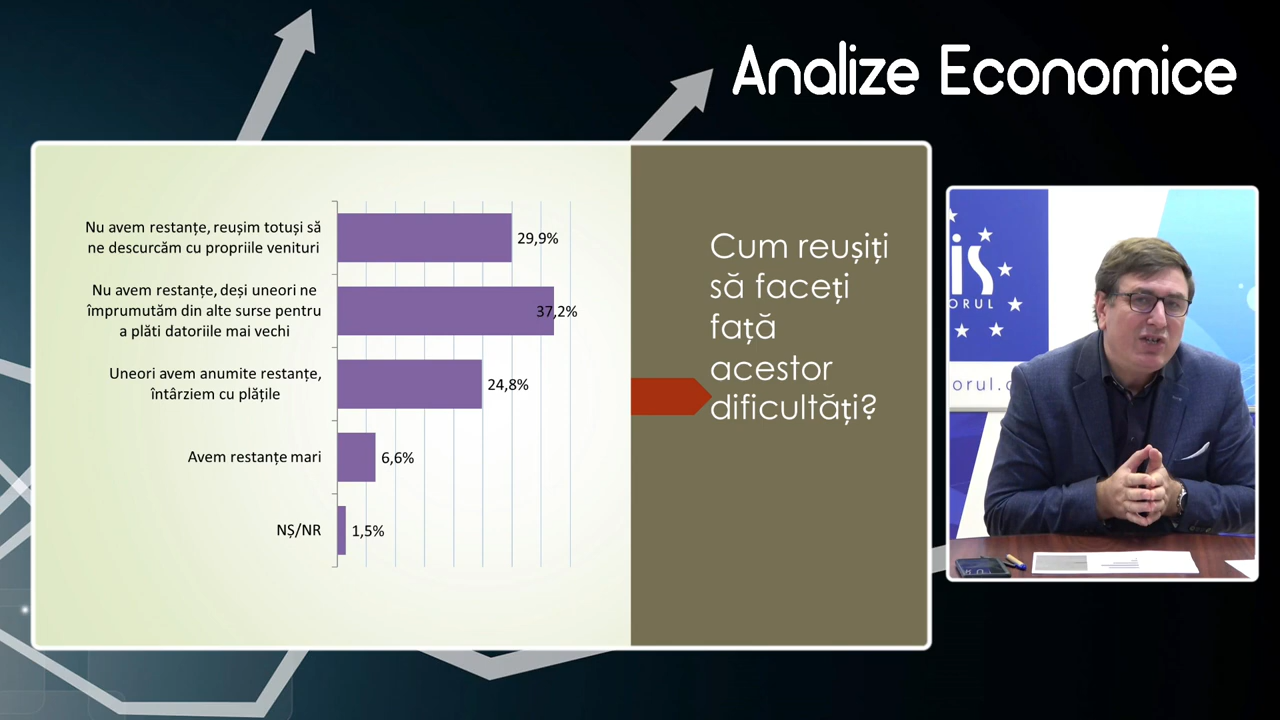 Analize Economice
Nu avem restanțe, reușim totuși să
ne descurcăm cu propriile venituri
29,9%
Nu avem restanțe, deși uneori ne
împrumutăm din alte surse pentru
a plăti datoriile mai vechi
37,2%
Uneori avem anumite restanțe,
întârziem cu plățile
24,8%
Avem restanțe mari
6,6%
NȘ/NR
1,5%
Cum reușiți
să faceți
față
acestor
dificultăți?
is
ORUL
orul.